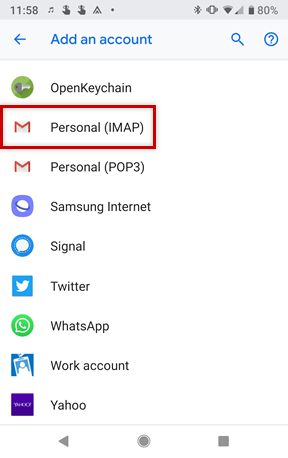 11:58 80%
Add an account
OpenKeychain
Personal (IMAP)
Personal (POP3)
Samsung Internet
Signal
Twitter
WhatsApp
Work account
YAHOO! Yahoo